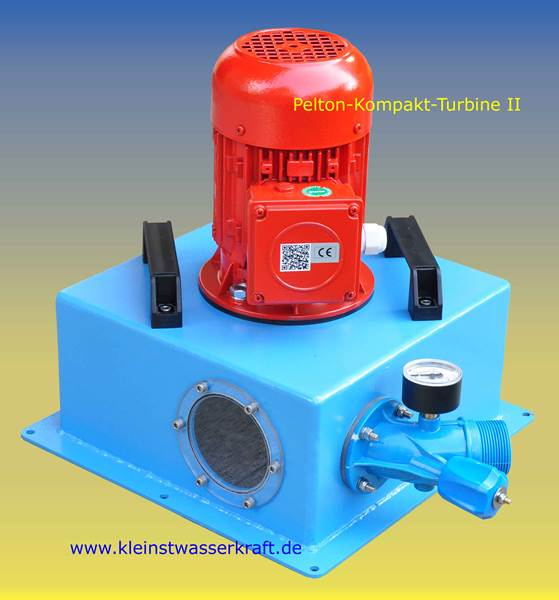 Pelton-Kompakt-Turbine II
CE
www.kleinstwasserkraft.de